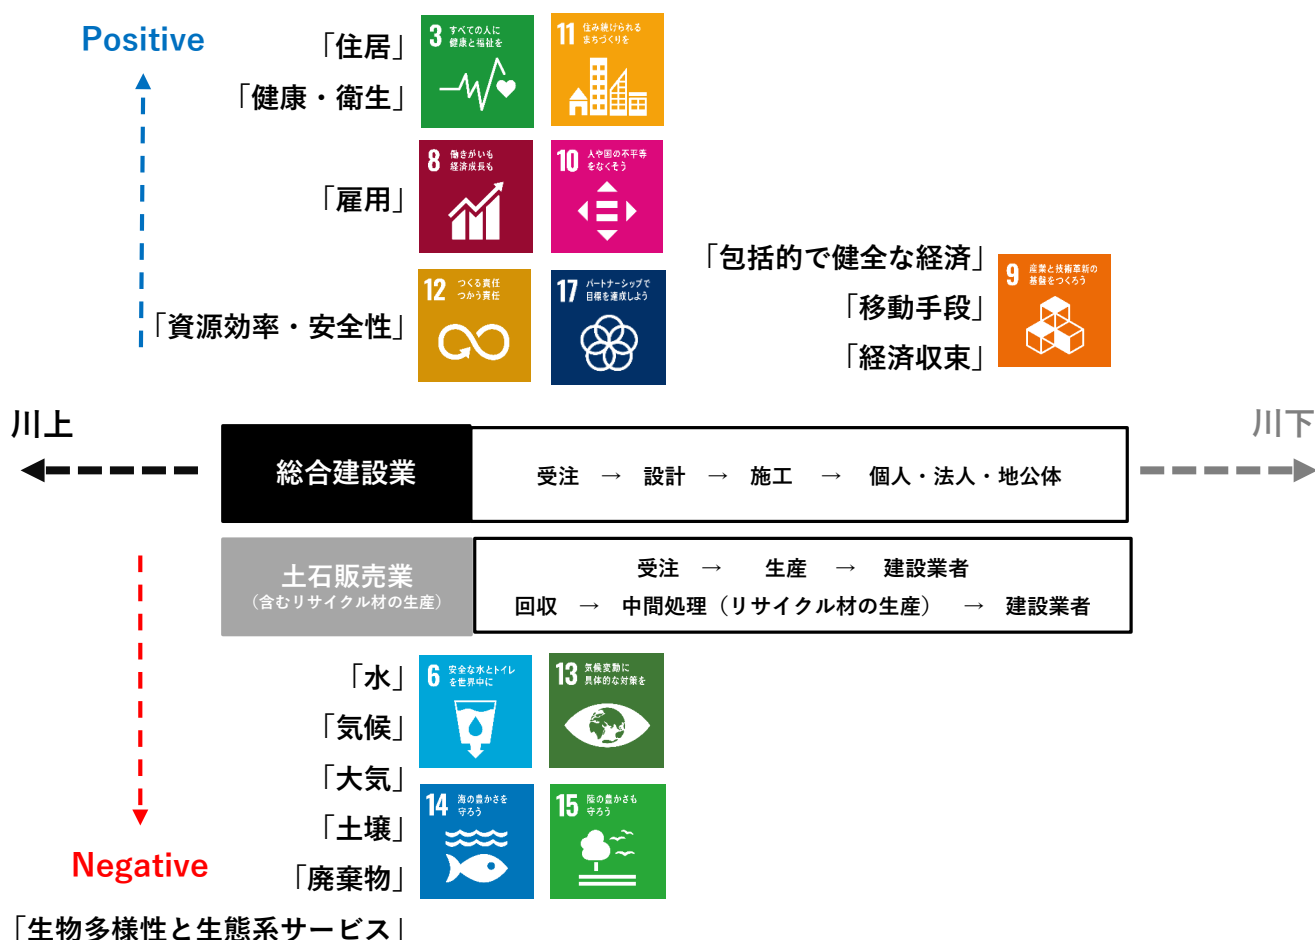 Positive
「住居」
「健康・衛生」
3 すべての人に
健康と福祉を
11 住み続けられる
まちづくりを
「雇用」
8 働きがいも
経済成長も
10 人や国の不平等
をなくそう
「資源効率・安全性」
12 つくる責任
つかう責任
17 パートナーシップで
目標を達成しよう
「包括的で健全な経済」
「移動手段」
「経済収束」
9 産業と技術革新の
基盤をつくろう
川上
川下
総合建設業
受注 → 設計 → 施工 → 個人・法人・地公体
土石販売業
（含むリサイクル材の生産）
受注 → 生産 → 建設業者
回収 → 中間処理（リサイクル材の生産） → 建設業者
Negative
「水」
「気候」
「大気」
「土壌」
「廃棄物」
「生物多様性と生態系サービス」
6 安全な水とトイレ
を世界中に
13 気候変動に
具体的な対策を
14 海の豊かさを
守ろう
15 陸の豊かさも
守ろう